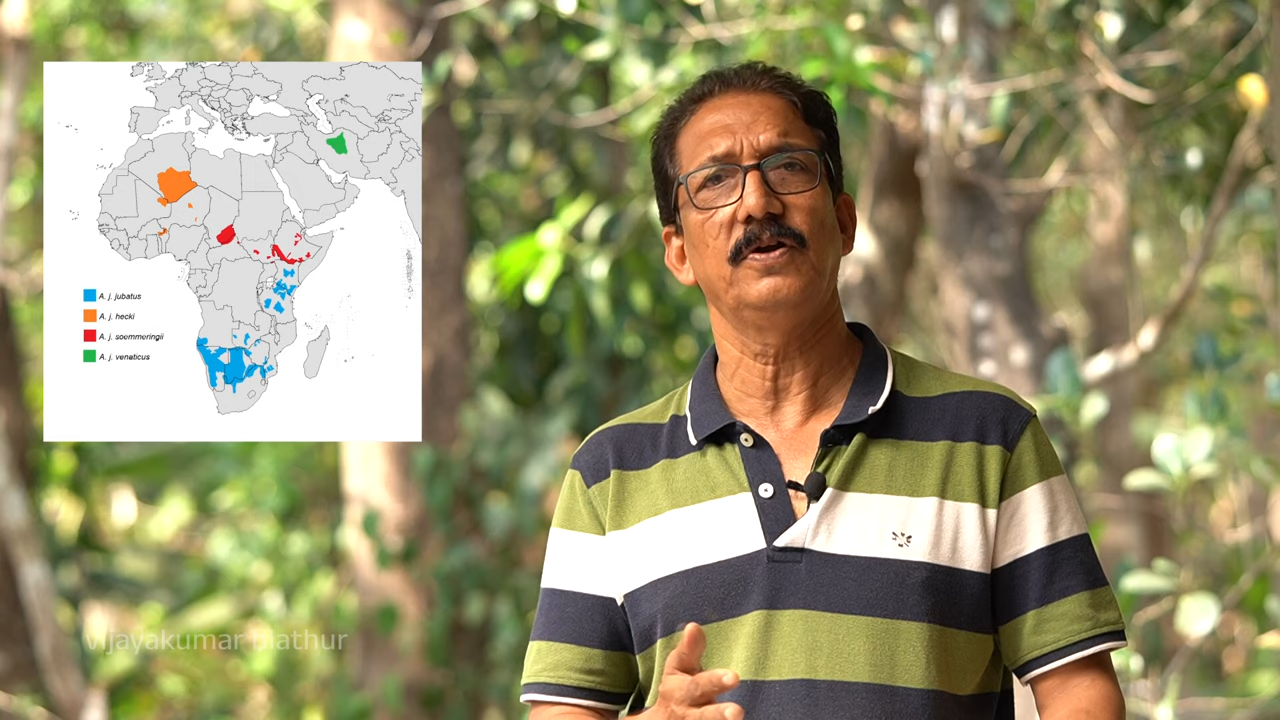 A. j. jubatus
A. j. hecki
A. j. soemmeringii
A. j. venaticus
vijayakumar blathur